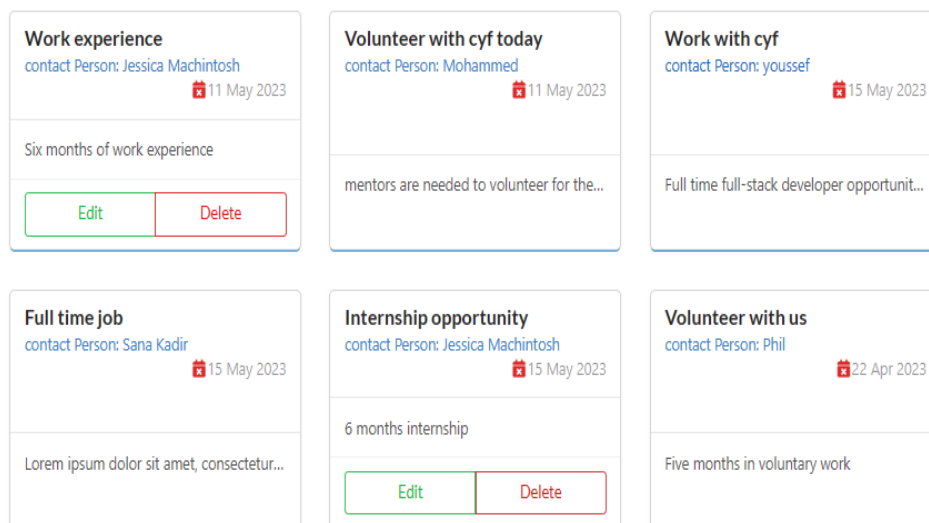 Work experience
contact Person: Jessica Machintosh
11 May 2023
Six months of work experience
Edit
Delete
Volunteer with cyf today
contact Person: Mohammed
11 May 2023
mentors are needed to volunteer for the...
Work with cyf
contact Person: youssef
15 May 2023
Full time full-stack developer opportunit...
Full time job
contact Person: Sana Kadir
15 May 2023
Lorem ipsum dolor sit amet, consectetur...
Internship opportunity
contact Person: Jessica Machintosh
15 May 2023
6 months internship
Edit
Delete
Volunteer with us
contact Person: Phil
22 Apr 2023
Five months in voluntary work